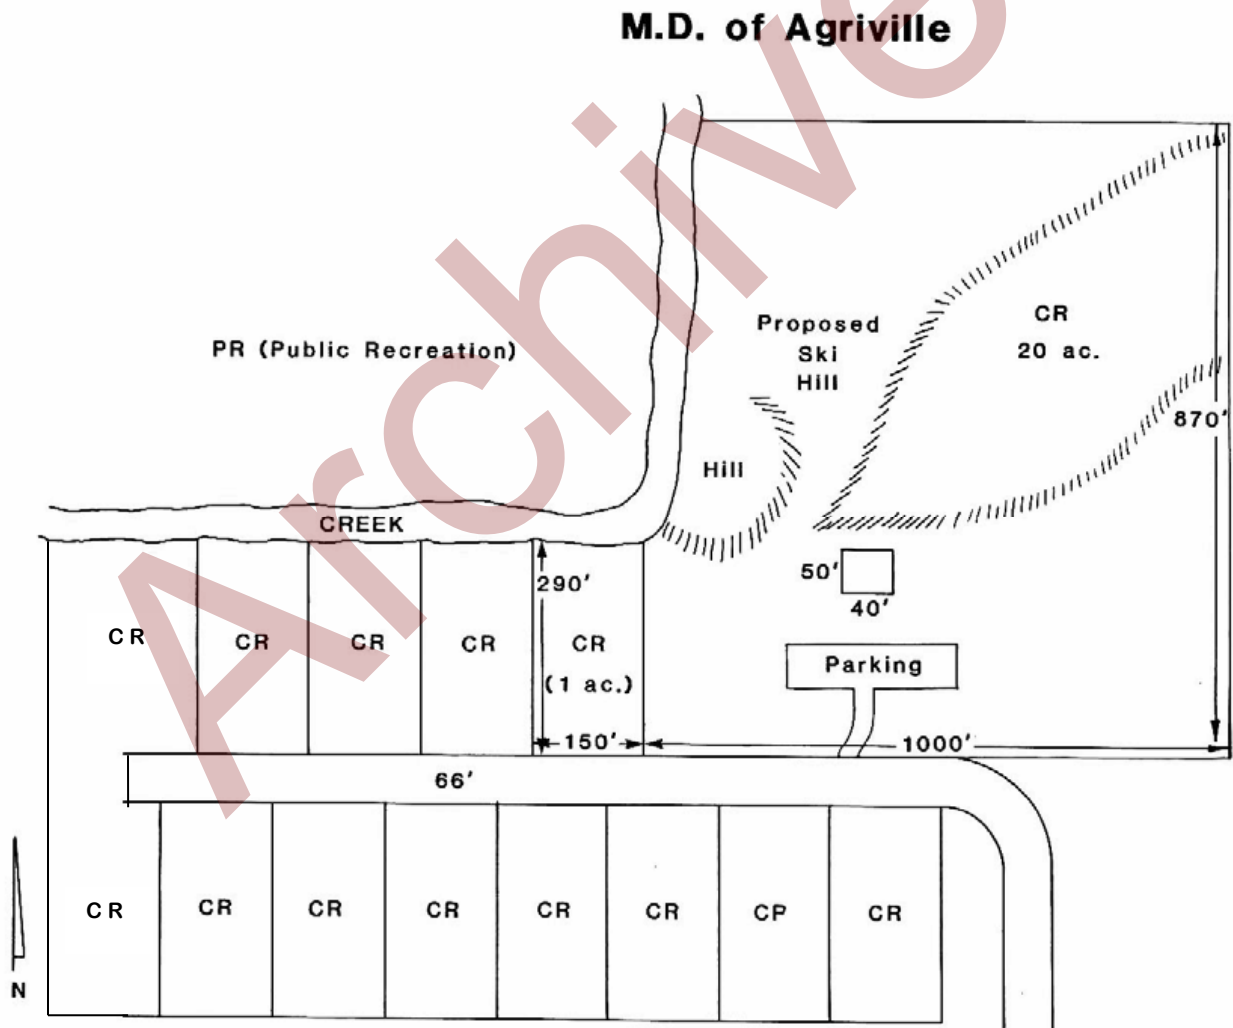 M.D. of Agriville
Archive
PR (Public Recreation)
Proposed
Ski
Hill
CR
20 ac.
870'
Hill
CREEK
50'
40'
290'
CR
CR
CR
CR
CR
(1 ac.)
Parking
150'
1000'
66'
CR
CR
CR
CR
CR
CR
CP
CR
N